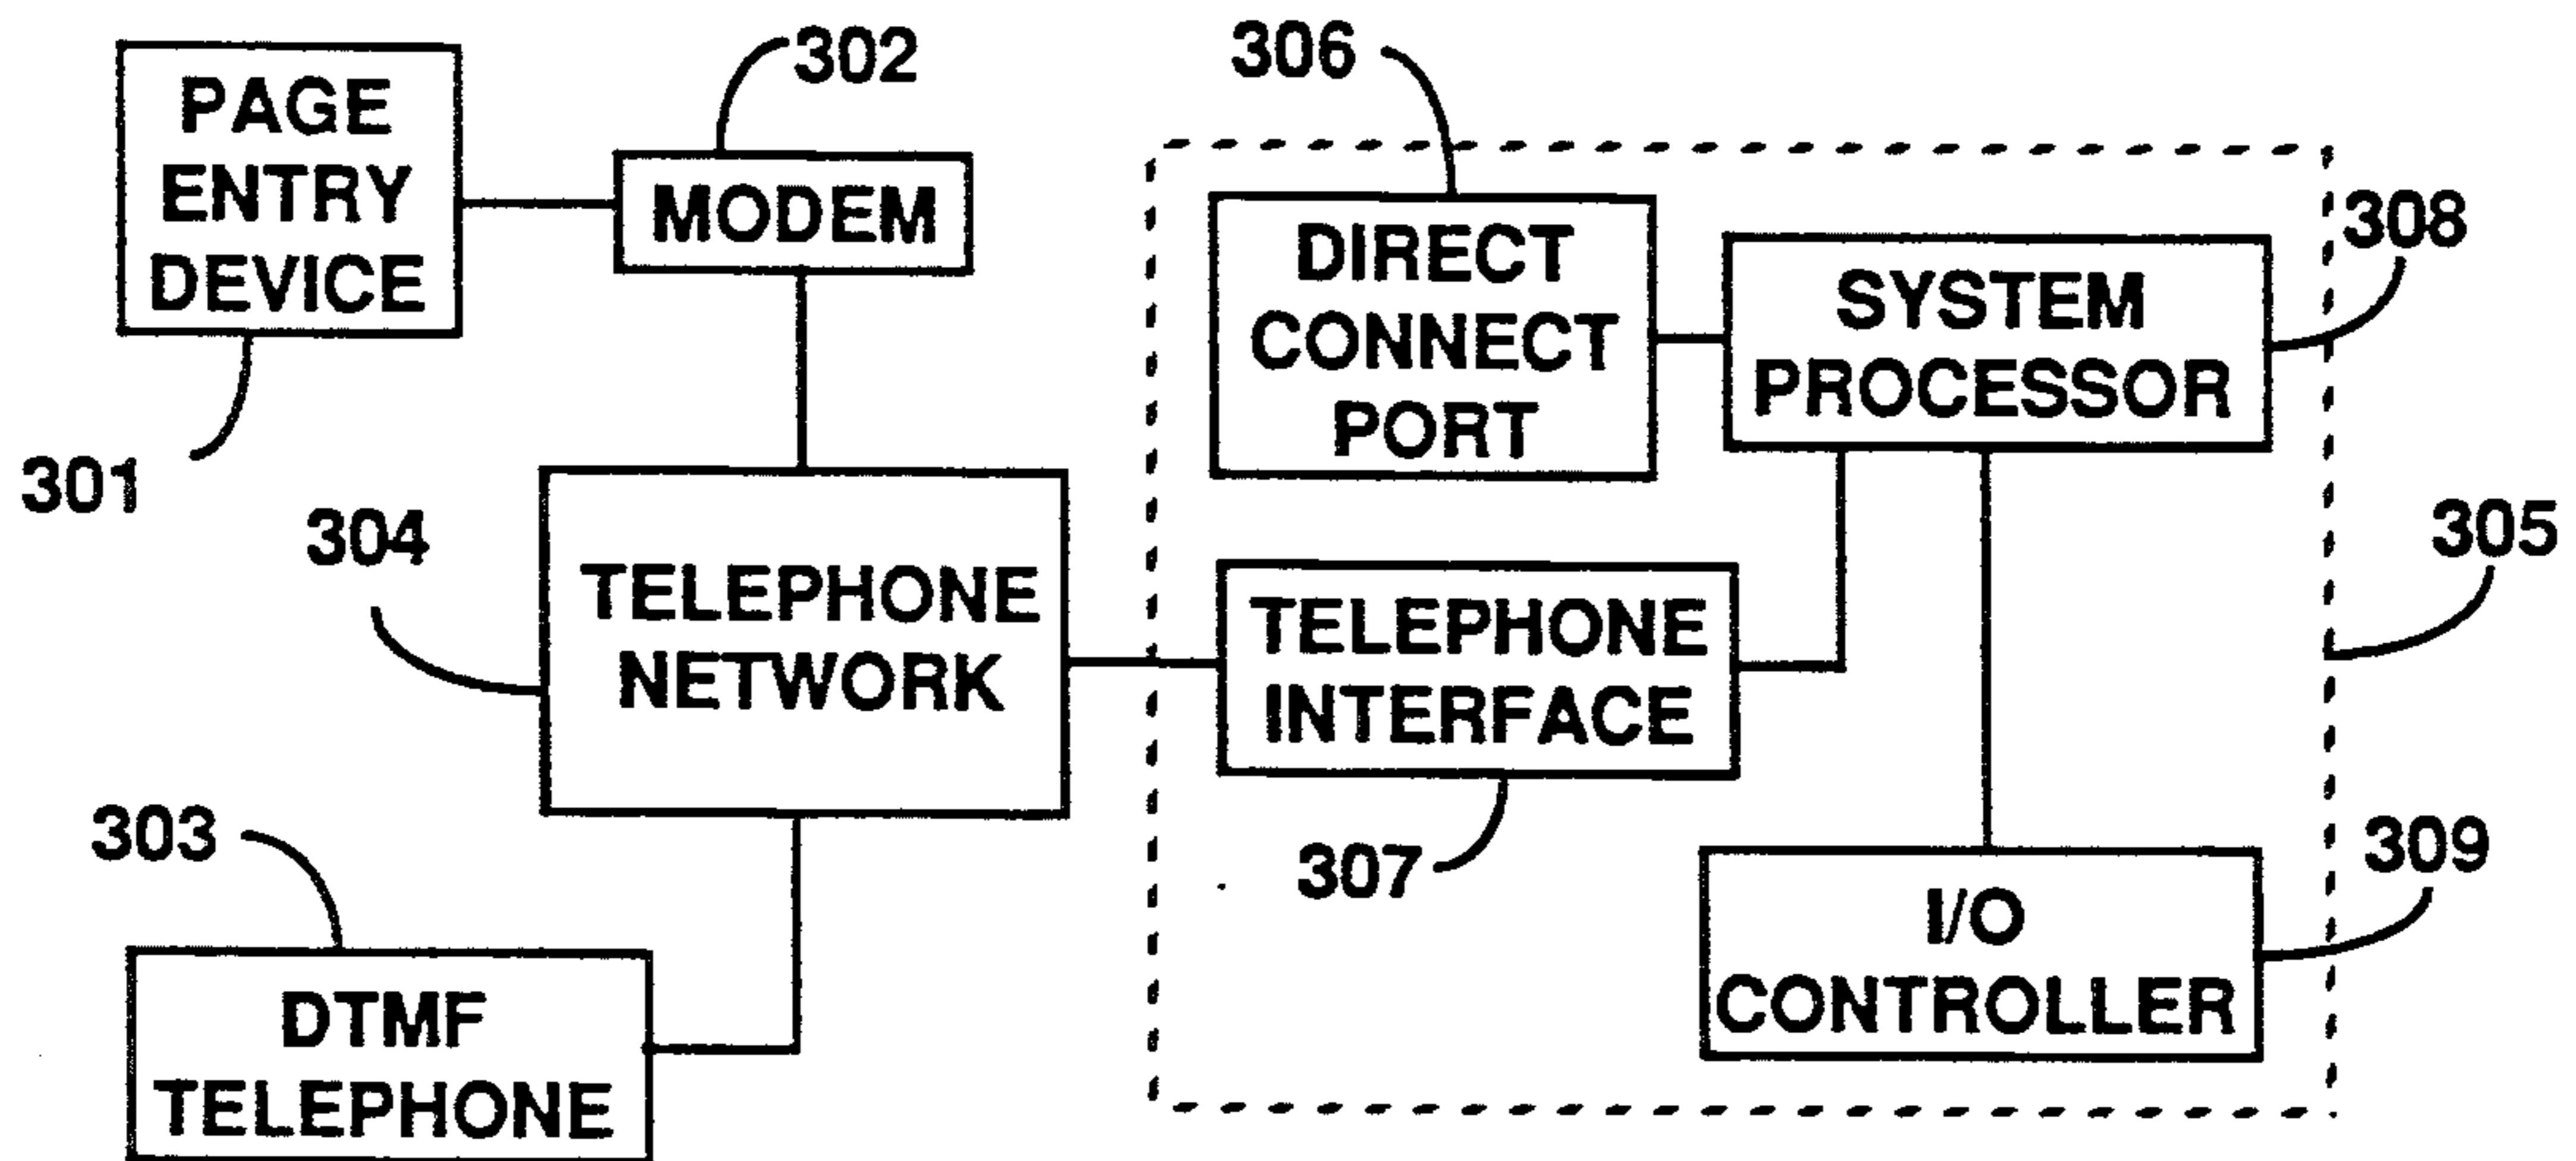 PAGE
ENTRY
DEVICE
301
302
MODEM
304
TELEPHONE
NETWORK
303
DTMF
TELEPHONE
306
DIRECT
CONNECT
PORT
308
SYSTEM
PROCESSOR
305
TELEPHONE
INTERFACE
307
309
I/O
CONTROLLER